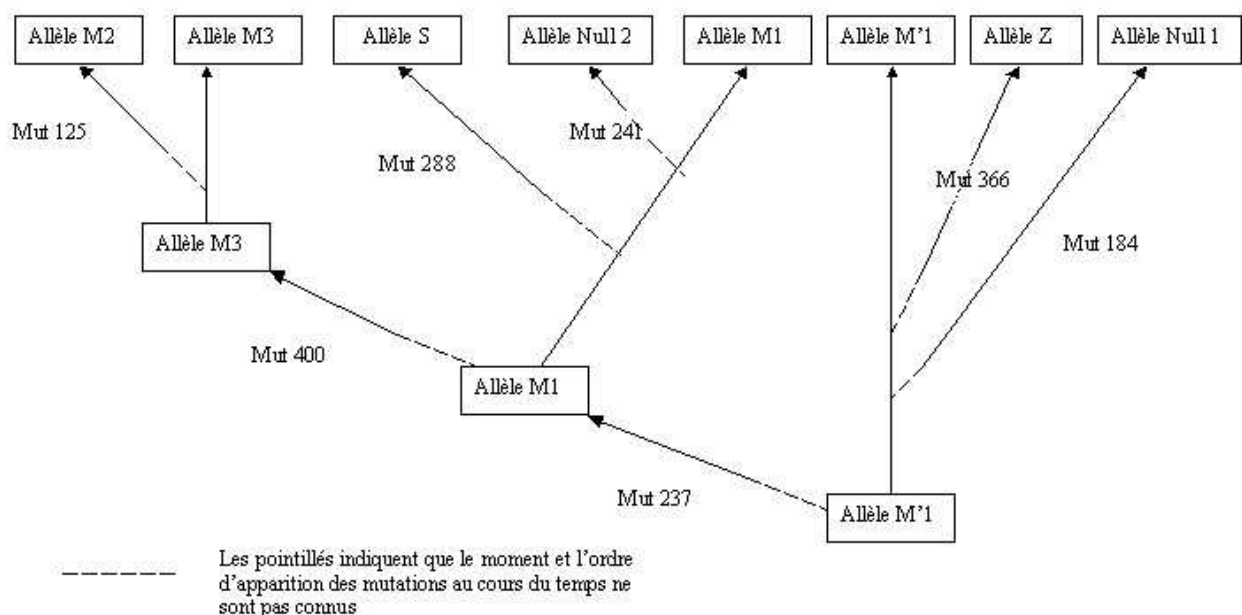 Allèle M2
Allèle M3
Allèle S
Allèle Null 2
Allèle M1
Allèle M’1
Allèle Z
Allèle Null 1
Mut 125
Mut 288
Mut 241
Mut 366
Mut 184
Allèle M3
Mut 400
Allèle M1
Mut 237
Allèle M’1
Les pointillés indiquent que le moment et l’ordre
d’apparition des mutations au cours du temps ne
sont pas connus